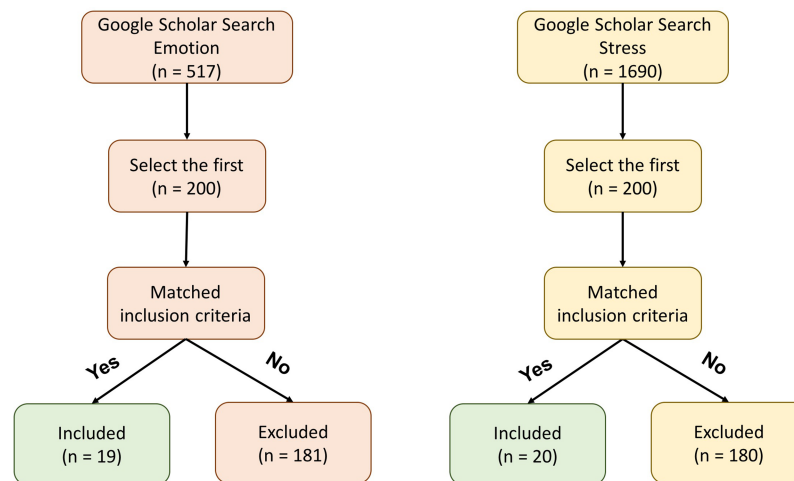 Google Scholar Search
Emotion
(n = 517)
Select the first
(n = 200)
Matched
inclusion criteria
Yes
No
Included
(n = 19)
Excluded
(n = 181)
Google Scholar Search
Stress
(n = 1690)
Select the first
(n = 200)
Matched
inclusion criteria
Yes
No
Included
(n = 20)
Excluded
(n = 180)